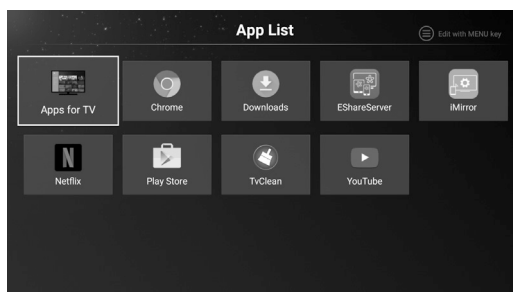 App List
Edit with MENU key
Apps for TV
Chrome
Downloads
EShareServer
iMirror
N
Netflix
Play Store
TvClean
YouTube